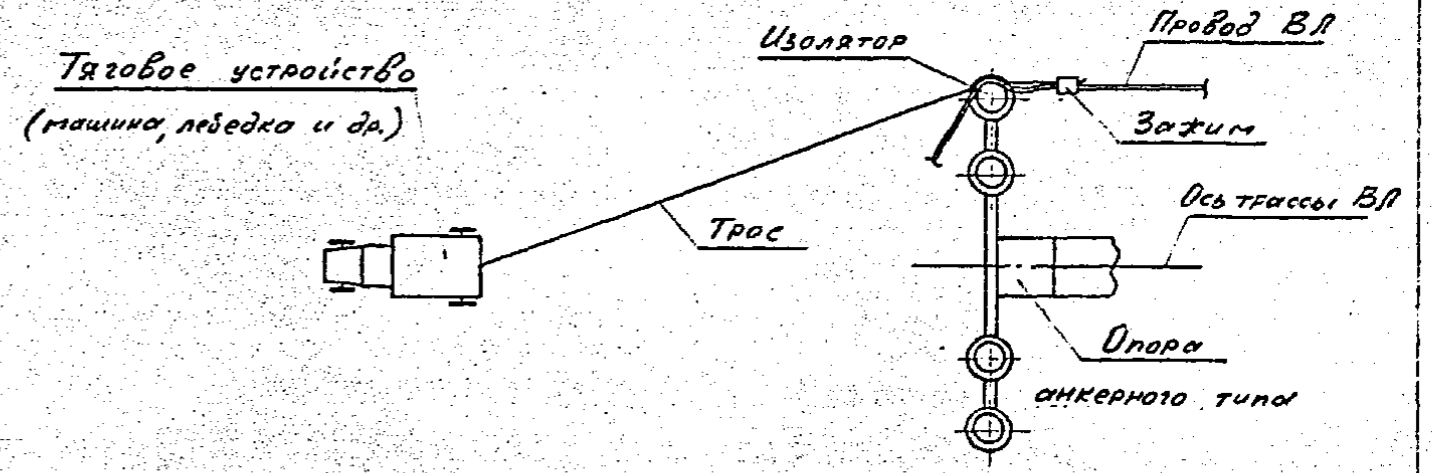 Тяговое устройство
(машина, лебедка и др.)
Изолятор
Провод ВЛ
Зажим
Ось трассы ВЛ
Трос
Опора
анкерного типа